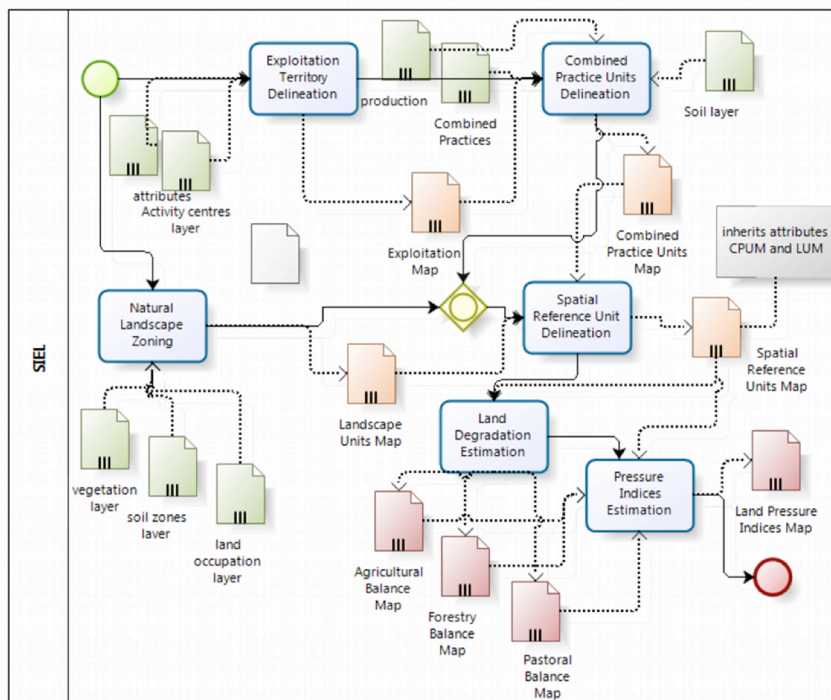 SIEL
Exploitation
Territory
Delineation
production
Combined
Practices
Combined
Practice Units
Delineation
Soil layer
attributes
Activity centres
layer
Exploitation
Map
Combined
Practice Units
Map
inherits attributes
CPUM and LUM
Natural
Landscape
Zoning
Spatial
Reference Unit
Delineation
Landscape
Units Map
Spatial
Reference
Units Map
Land
Degradation
Estimation
vegetation
layer
soil zones
layer
land
occupation
layer
Pressure
Indices
Estimation
Land Pressure
Indices Map
Agricultural
Balance
Map
Forestry
Balance
Map
Pastoral
Balance
Map